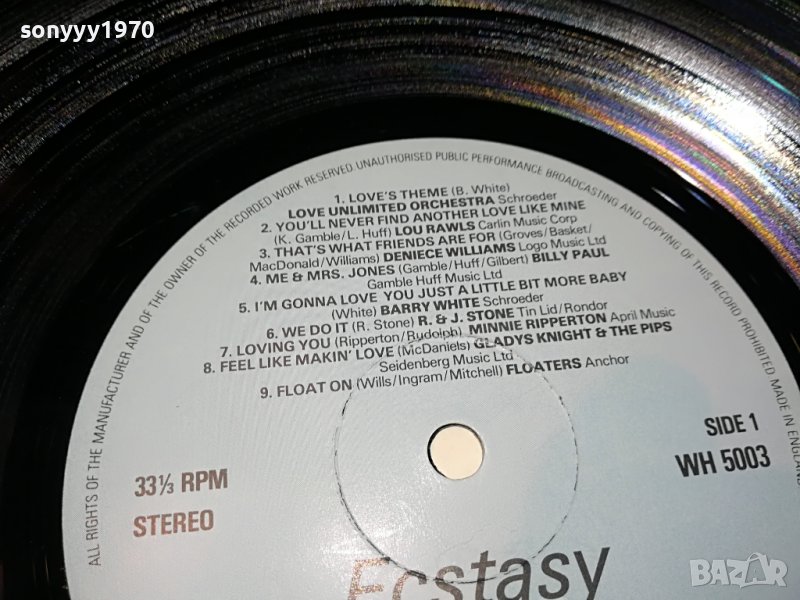 sonyyy1970
ALL RIGHTS OF THE MANUFACTURER AND OF THE OWNER OF THE RECORDED WORK RESERVED UNAUTHORISED PUBLIC PERFORMANCE BROADCASTING AND COPYING OF THIS RECORD PROHIBITED MADE IN ENGLAND
1. LOVE'S THEME (B. White)
LOVE UNLIMITED ORCHESTRA Schroeder
2. YOU'LL NEVER FIND ANOTHER LOVE LIKE MINE
(K. Gamble/L. Huff) LOU RAWLS Carlin Music Corp
3. THAT'S WHAT FRIENDS ARE FOR (Groves/Basket/
MacDonald/Williams) DENIECE WILLIAMS Logo Music Ltd
4. ME & MRS. JONES (Gamble/Huff/Gilbert) BILLY PAUL
Gamble Huff Music Ltd
5. I'M GONNA LOVE YOU JUST A LITTLE BIT MORE BABY
(White) BARRY WHITE Schroeder
6. WE DO IT (R. Stone) R. & J. STONE Tin Lid/Rondor
7. LOVING YOU (Ripperton/Rudolph) MINNIE RIPPERTON April Music
8. FEEL LIKE MAKIN' LOVE (McDaniels) GLADYS KNIGHT & THE PIPS
Seidenberg Music Ltd
9. FLOAT ON (Wills/Ingram/Mitchell) FLOATERS Anchor
SIDE 1
WH 5003
33⅓ RPM
STEREO
Ecstasy
BAZAR